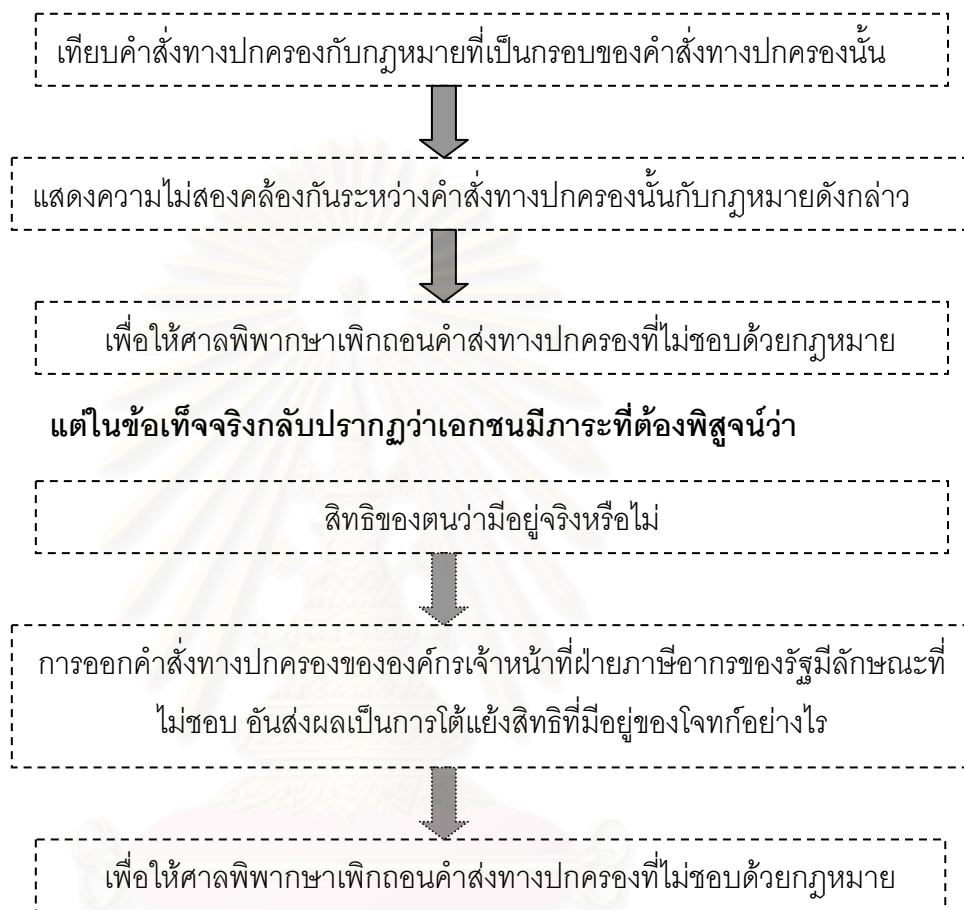 เทียบคำสั่งทางปกครองกับกฎหมายที่เป็นกรอบของคำสั่งทางปกครองนั้น
แสดงความไม่สองคล้องกันระหว่างคำสั่งทางปกครองนั้นกับกฎหมายดังกล่าว
เพื่อให้ศาลพิพากษาเพิกถอนคำส่งทางปกครองที่ไม่ชอบด้วยกฎหมาย
แต่ในข้อเท็จจริงกลับปรากฏว่าเอกชนมีภาระที่ต้องพิสูจน์ว่า
สิทธิของตนว่ามีอยู่จริงหรือไม่
การออกคำสั่งทางปกครองขององค์กรเจ้าหน้าที่ฝ่ายภาษีอากรของรัฐมีลักษณะที่
ไม่ชอบ อันส่งผลเป็นการโต้แย้งสิทธิที่มีอยู่ของโจทก์อย่างไร
เพื่อให้ศาลพิพากษาเพิกถอนคำส่งทางปกครองที่ไม่ชอบด้วยกฎหมาย